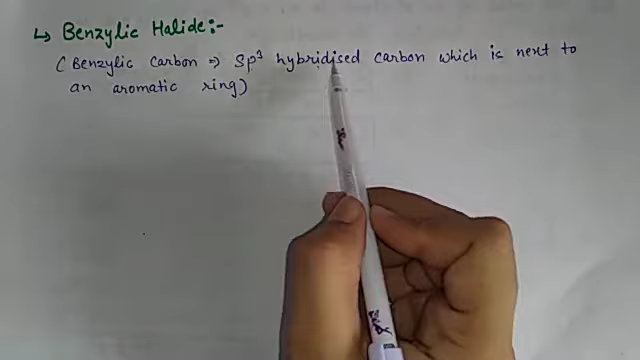 ↳ Benzylic Halide:-
( Benzylic Carbon ⇒ Sp³ hybridised carbon which is next to
an aromatic ring)